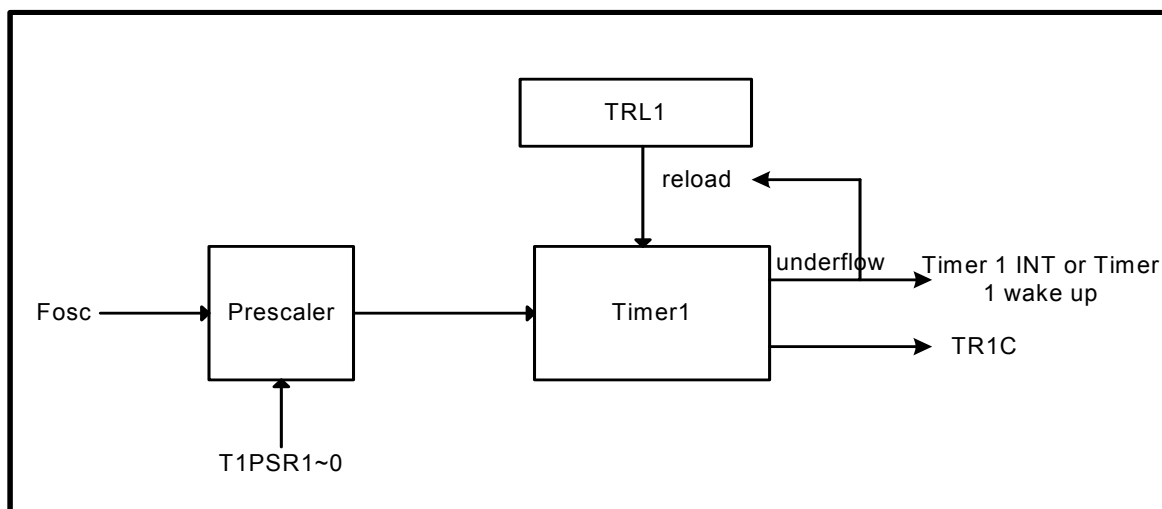 TRL1
reload
underflow
Timer 1 INT or Timer
1 wake up
Fosc
Prescaler
Timer1
TR1C
T1PSR1~0